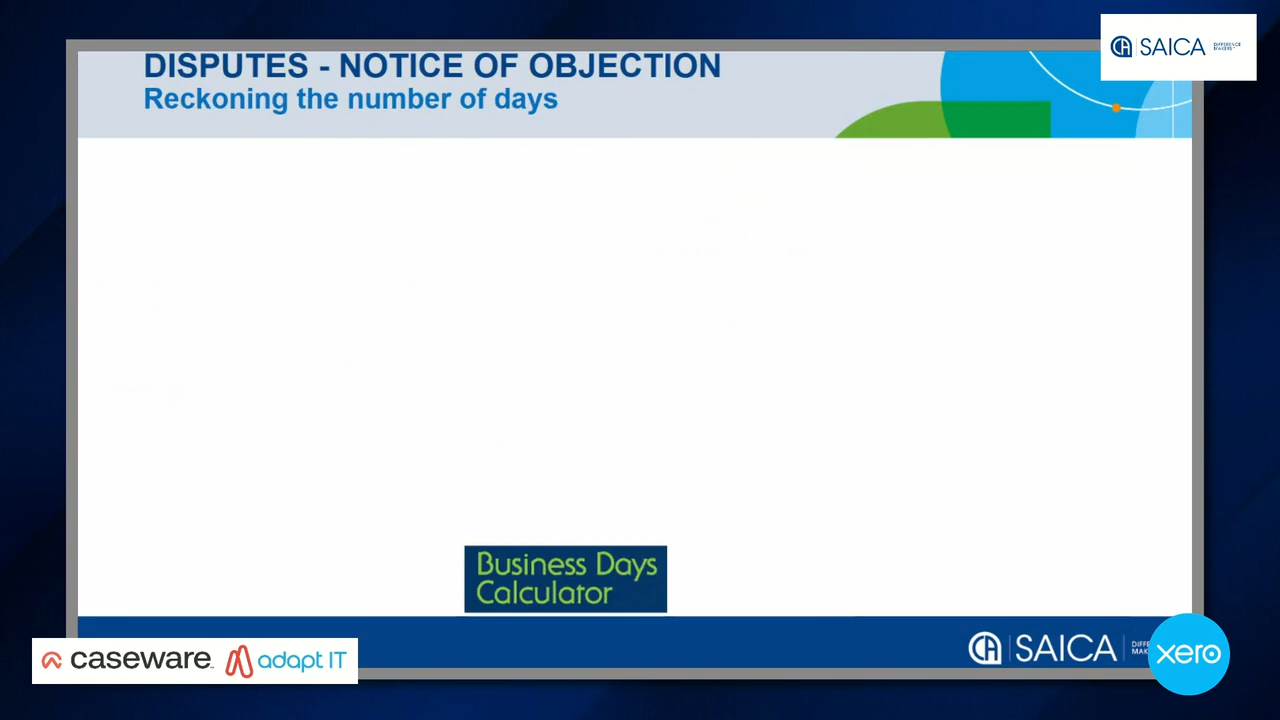 SAICA
DISPUTES - NOTICE OF OBJECTION
Reckoning the number of days
Business Days
Calculator
caseware
adapt IT
SAICA
xero